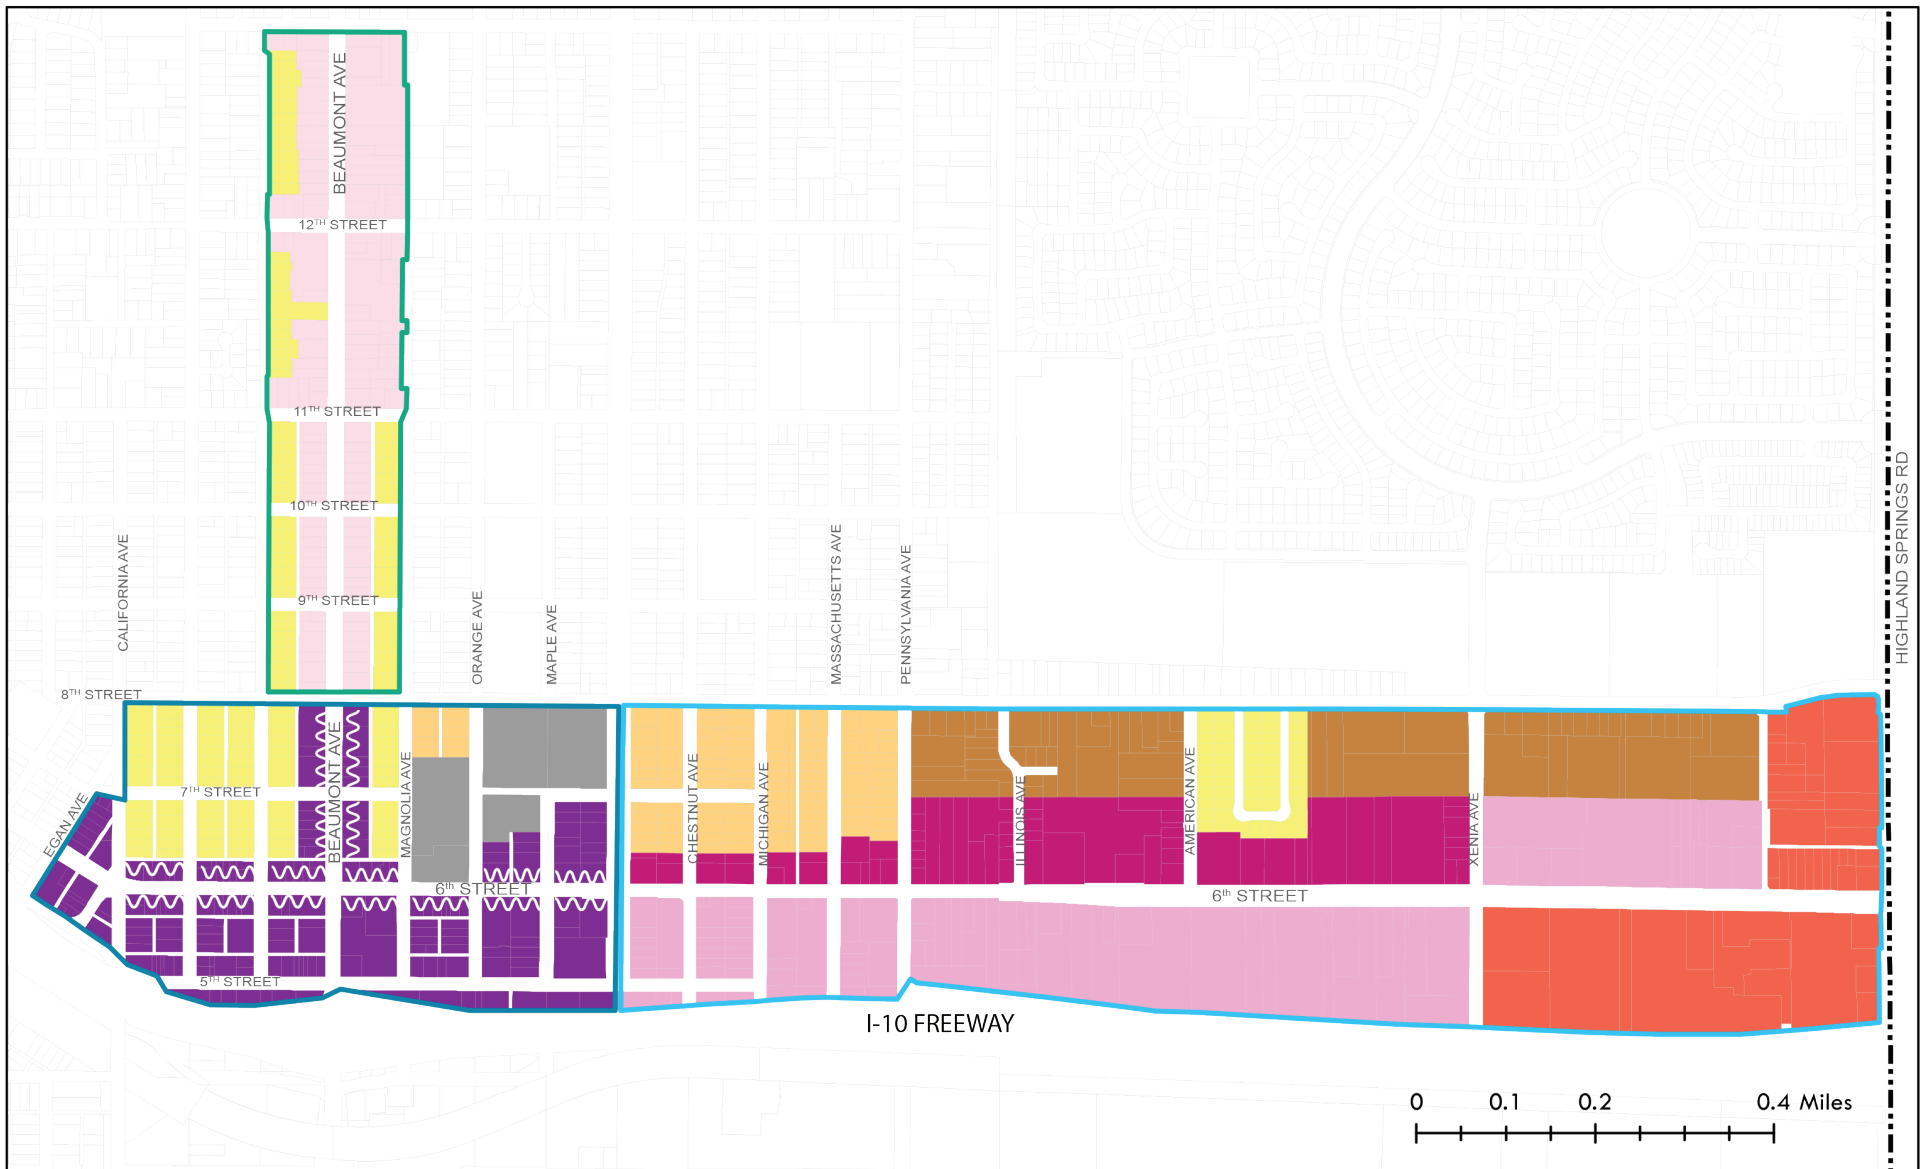 BEAUMONT AVE
12TH STREET
11TH STREET
10TH STREET
9TH STREET
CALIFORNIA AVE
ORANGE AVE
MAPLE AVE
MASSACHUSETTS AVE
PENNSYLVANIA AVE
HIGHLAND SPRINGS RD
8TH STREET
7TH STREET
EGAN AVE
BEAUMONT AVE
MAGNOLIA AVE
CHESTNUT AVE
MICHIGAN AVE
ILLINOIS AVE
AMERICAN AVE
XENIA AVE
6th STREET
6th STREET
5TH STREET
I-10 FREEWAY
0 0.1 0.2 0.4 Miles